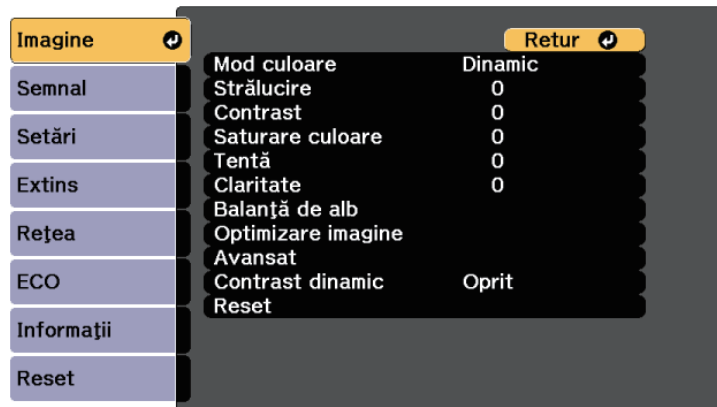 Imagine
Semnal
Setări
Extins
Reţea
ECO
Informaţii
Reset
Retur
Mod culoare Dinamic
Strălucire 0
Contrast 0
Saturare culoare 0
Tentă 0
Claritate 0
Balanţă de alb
Optimizare imagine
Avansat
Contrast dinamic Oprit
Reset